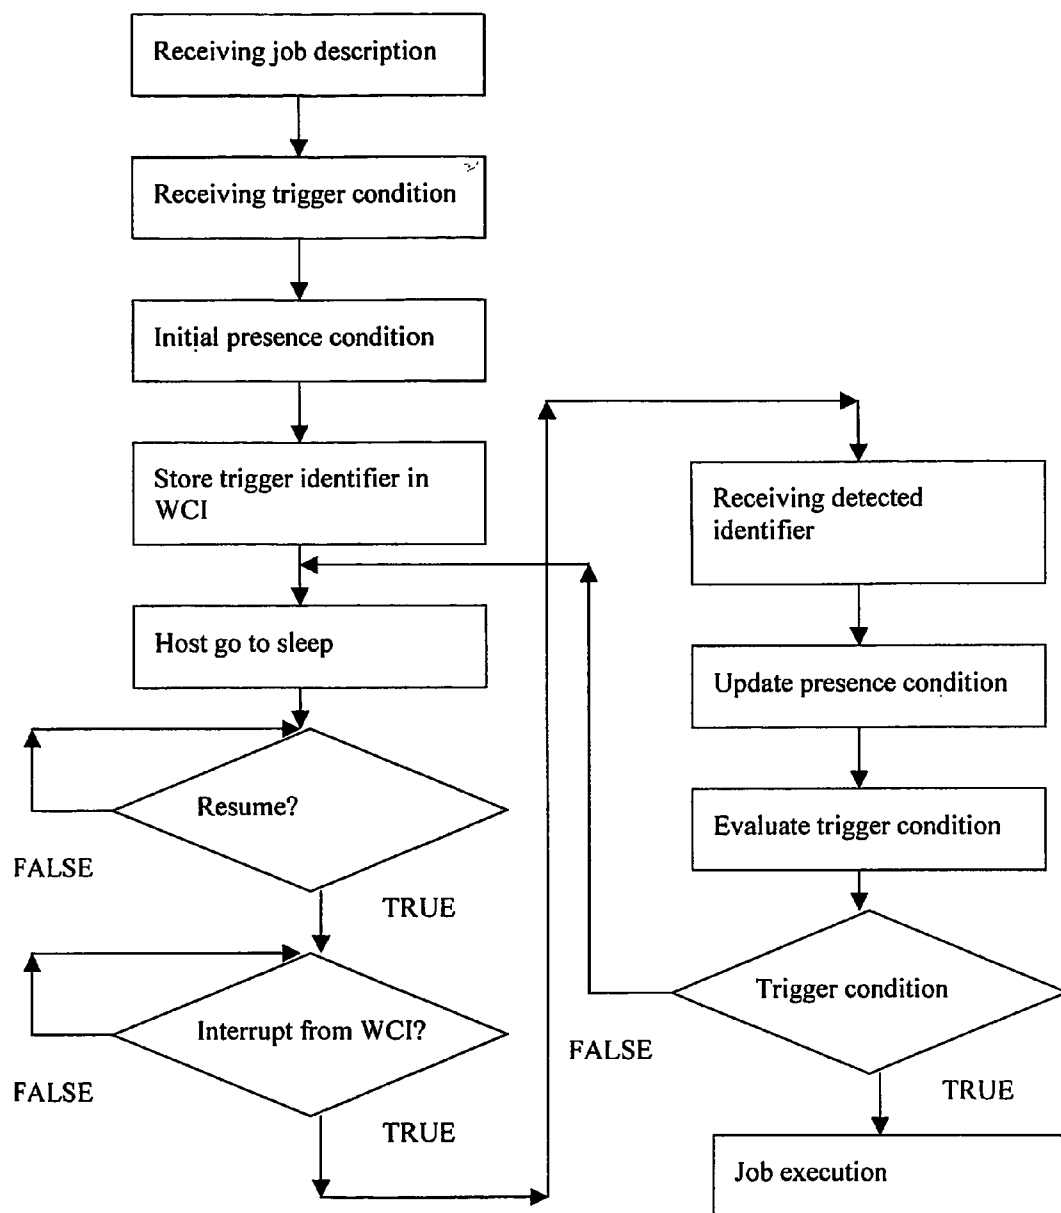 Receiving job description
Receiving trigger condition
Initial presence condition
Store trigger identifier in
WCI
Host go to sleep
Resume?
FALSE
TRUE
Interrupt from WCI?
FALSE
TRUE
Receiving detected
identifier
Update presence condition
Evaluate trigger condition
Trigger condition
FALSE
TRUE
Job execution